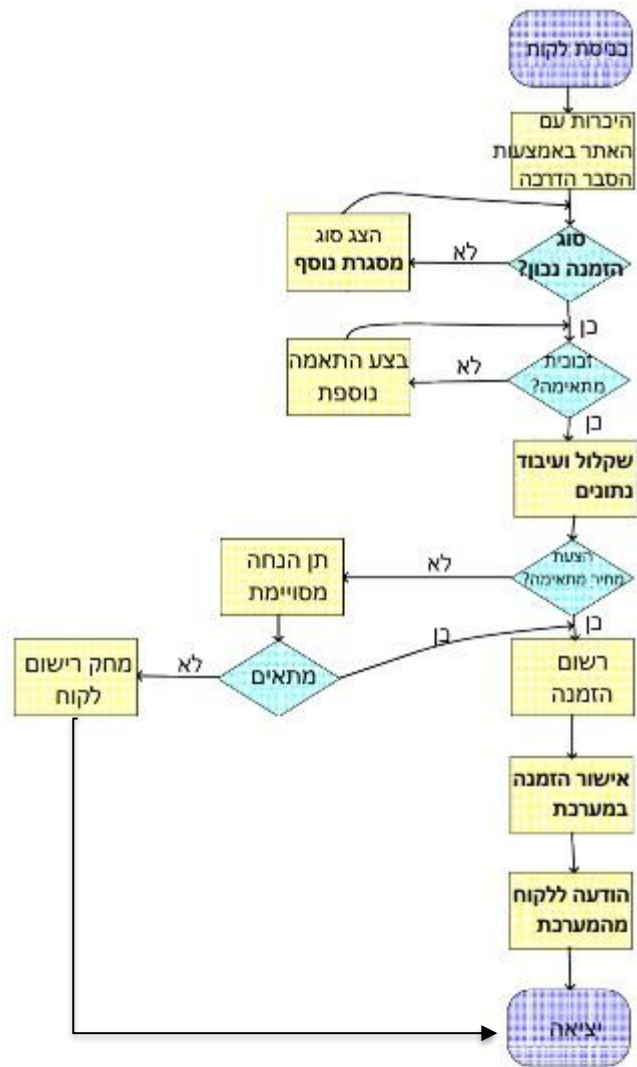 כניסת לקוח
היכרות עם
האתר באמצעות
הסבר הדרכה
סוג
הזמנה נכון?
לא
הצג סוג
מסגרת נוסף
כן
זכוכית
מתאימה?
לא
בצע התאמה
נוספת
כן
שקלול ועיבוד
נתונים
הצעת
מחיר מתאימה?
לא
תן הנחה
מסויימת
כן
מתאים
כן
לא
מחק רישום
לקוח
רשום
הזמנה
אישור הזמנה
במערכת
הודעה ללקוח
מהמערכת
יציאה